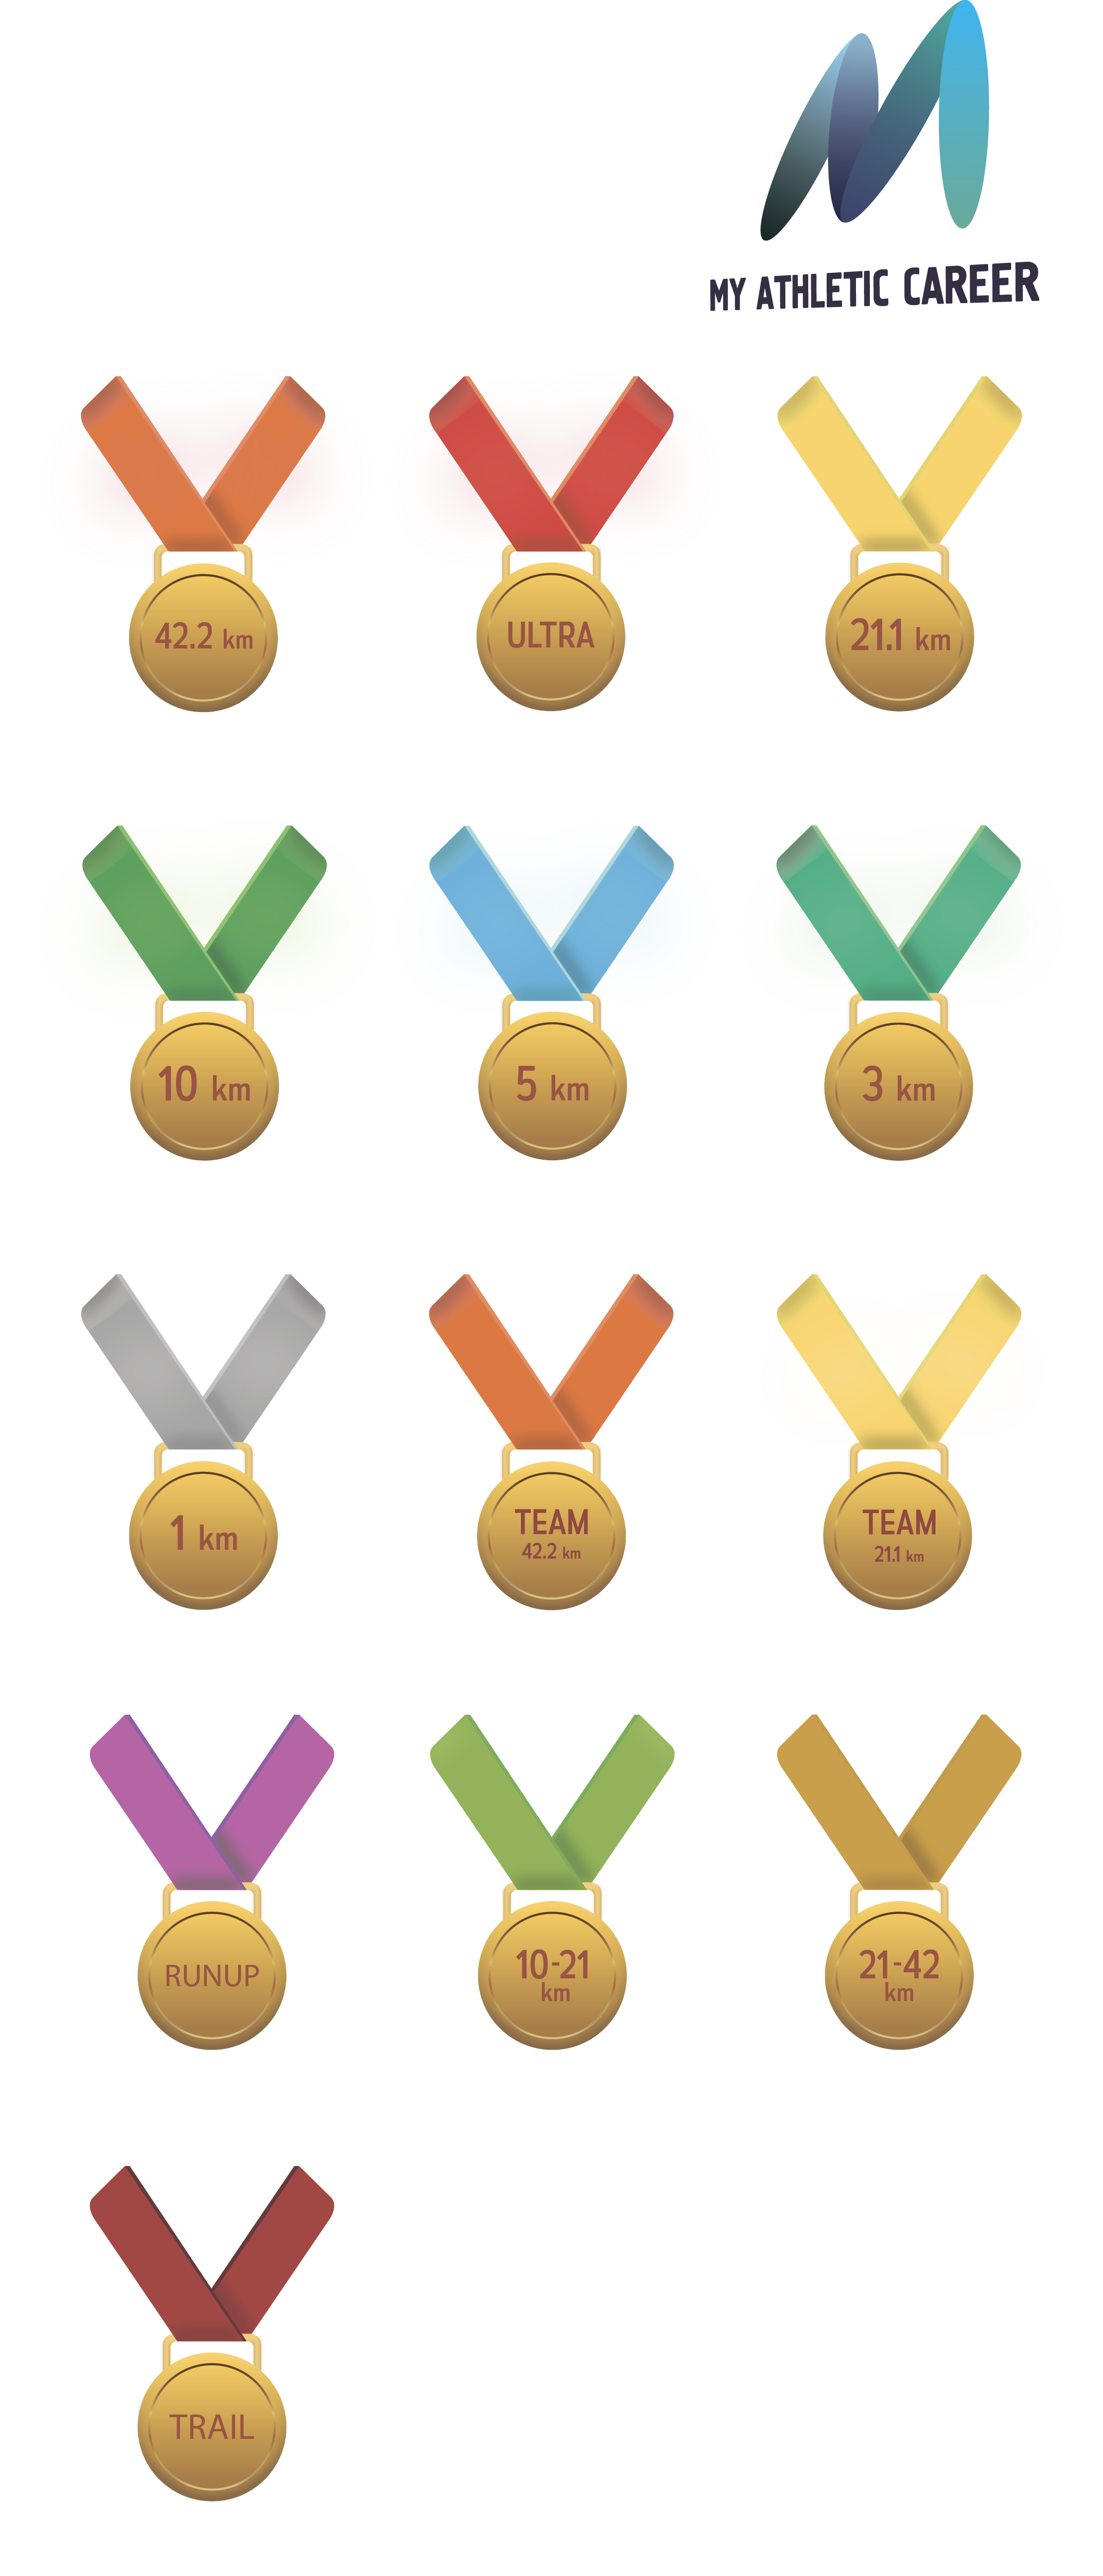 MY ATHLETIC CAREER
42.2 km
ULTRA
21.1 km
10 km
5 km
3 km
1 km
TEAM
42.2 km
TEAM
21.1 km
RUNUP
10-21
km
21-42
km
TRAIL